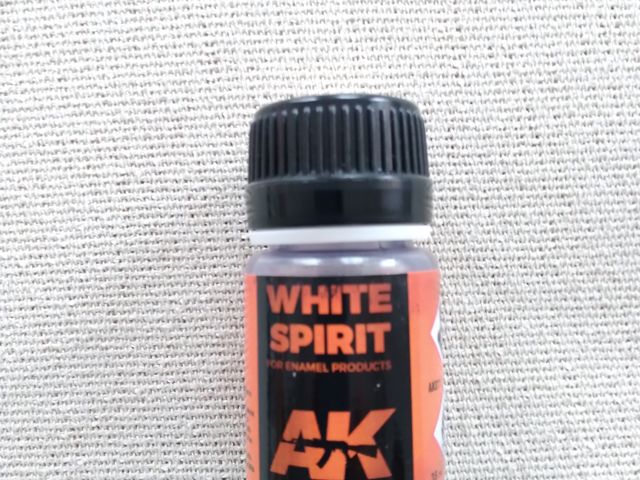 WHITE
SPIRIT
FOR ENAMEL PRODUCTS
AK